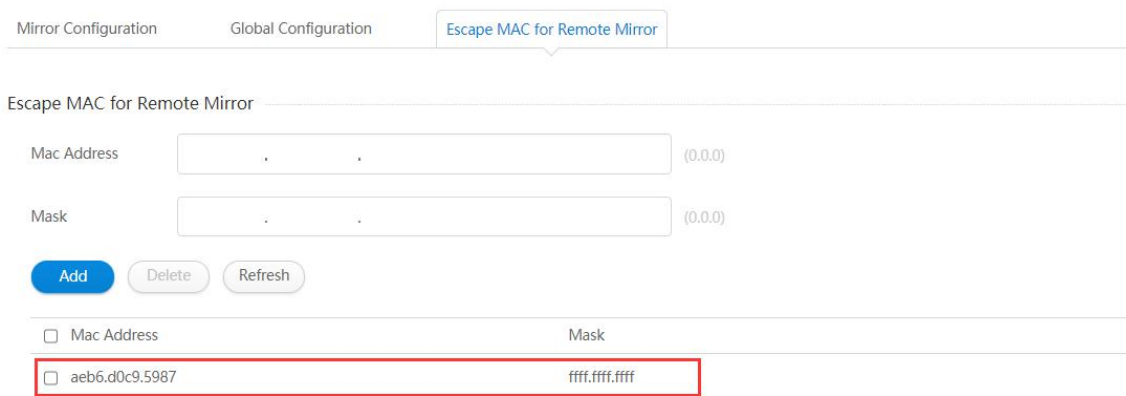 Mirror Configuration Global Configuration Escape MAC for Remote Mirror
Escape MAC for Remote Mirror
Mac Address . . (0.0.0)
Mask . . (0.0.0)
Add Delete Refresh
Mac Address Mask
aeb6.d0c9.5987 ffff.ffff.ffff